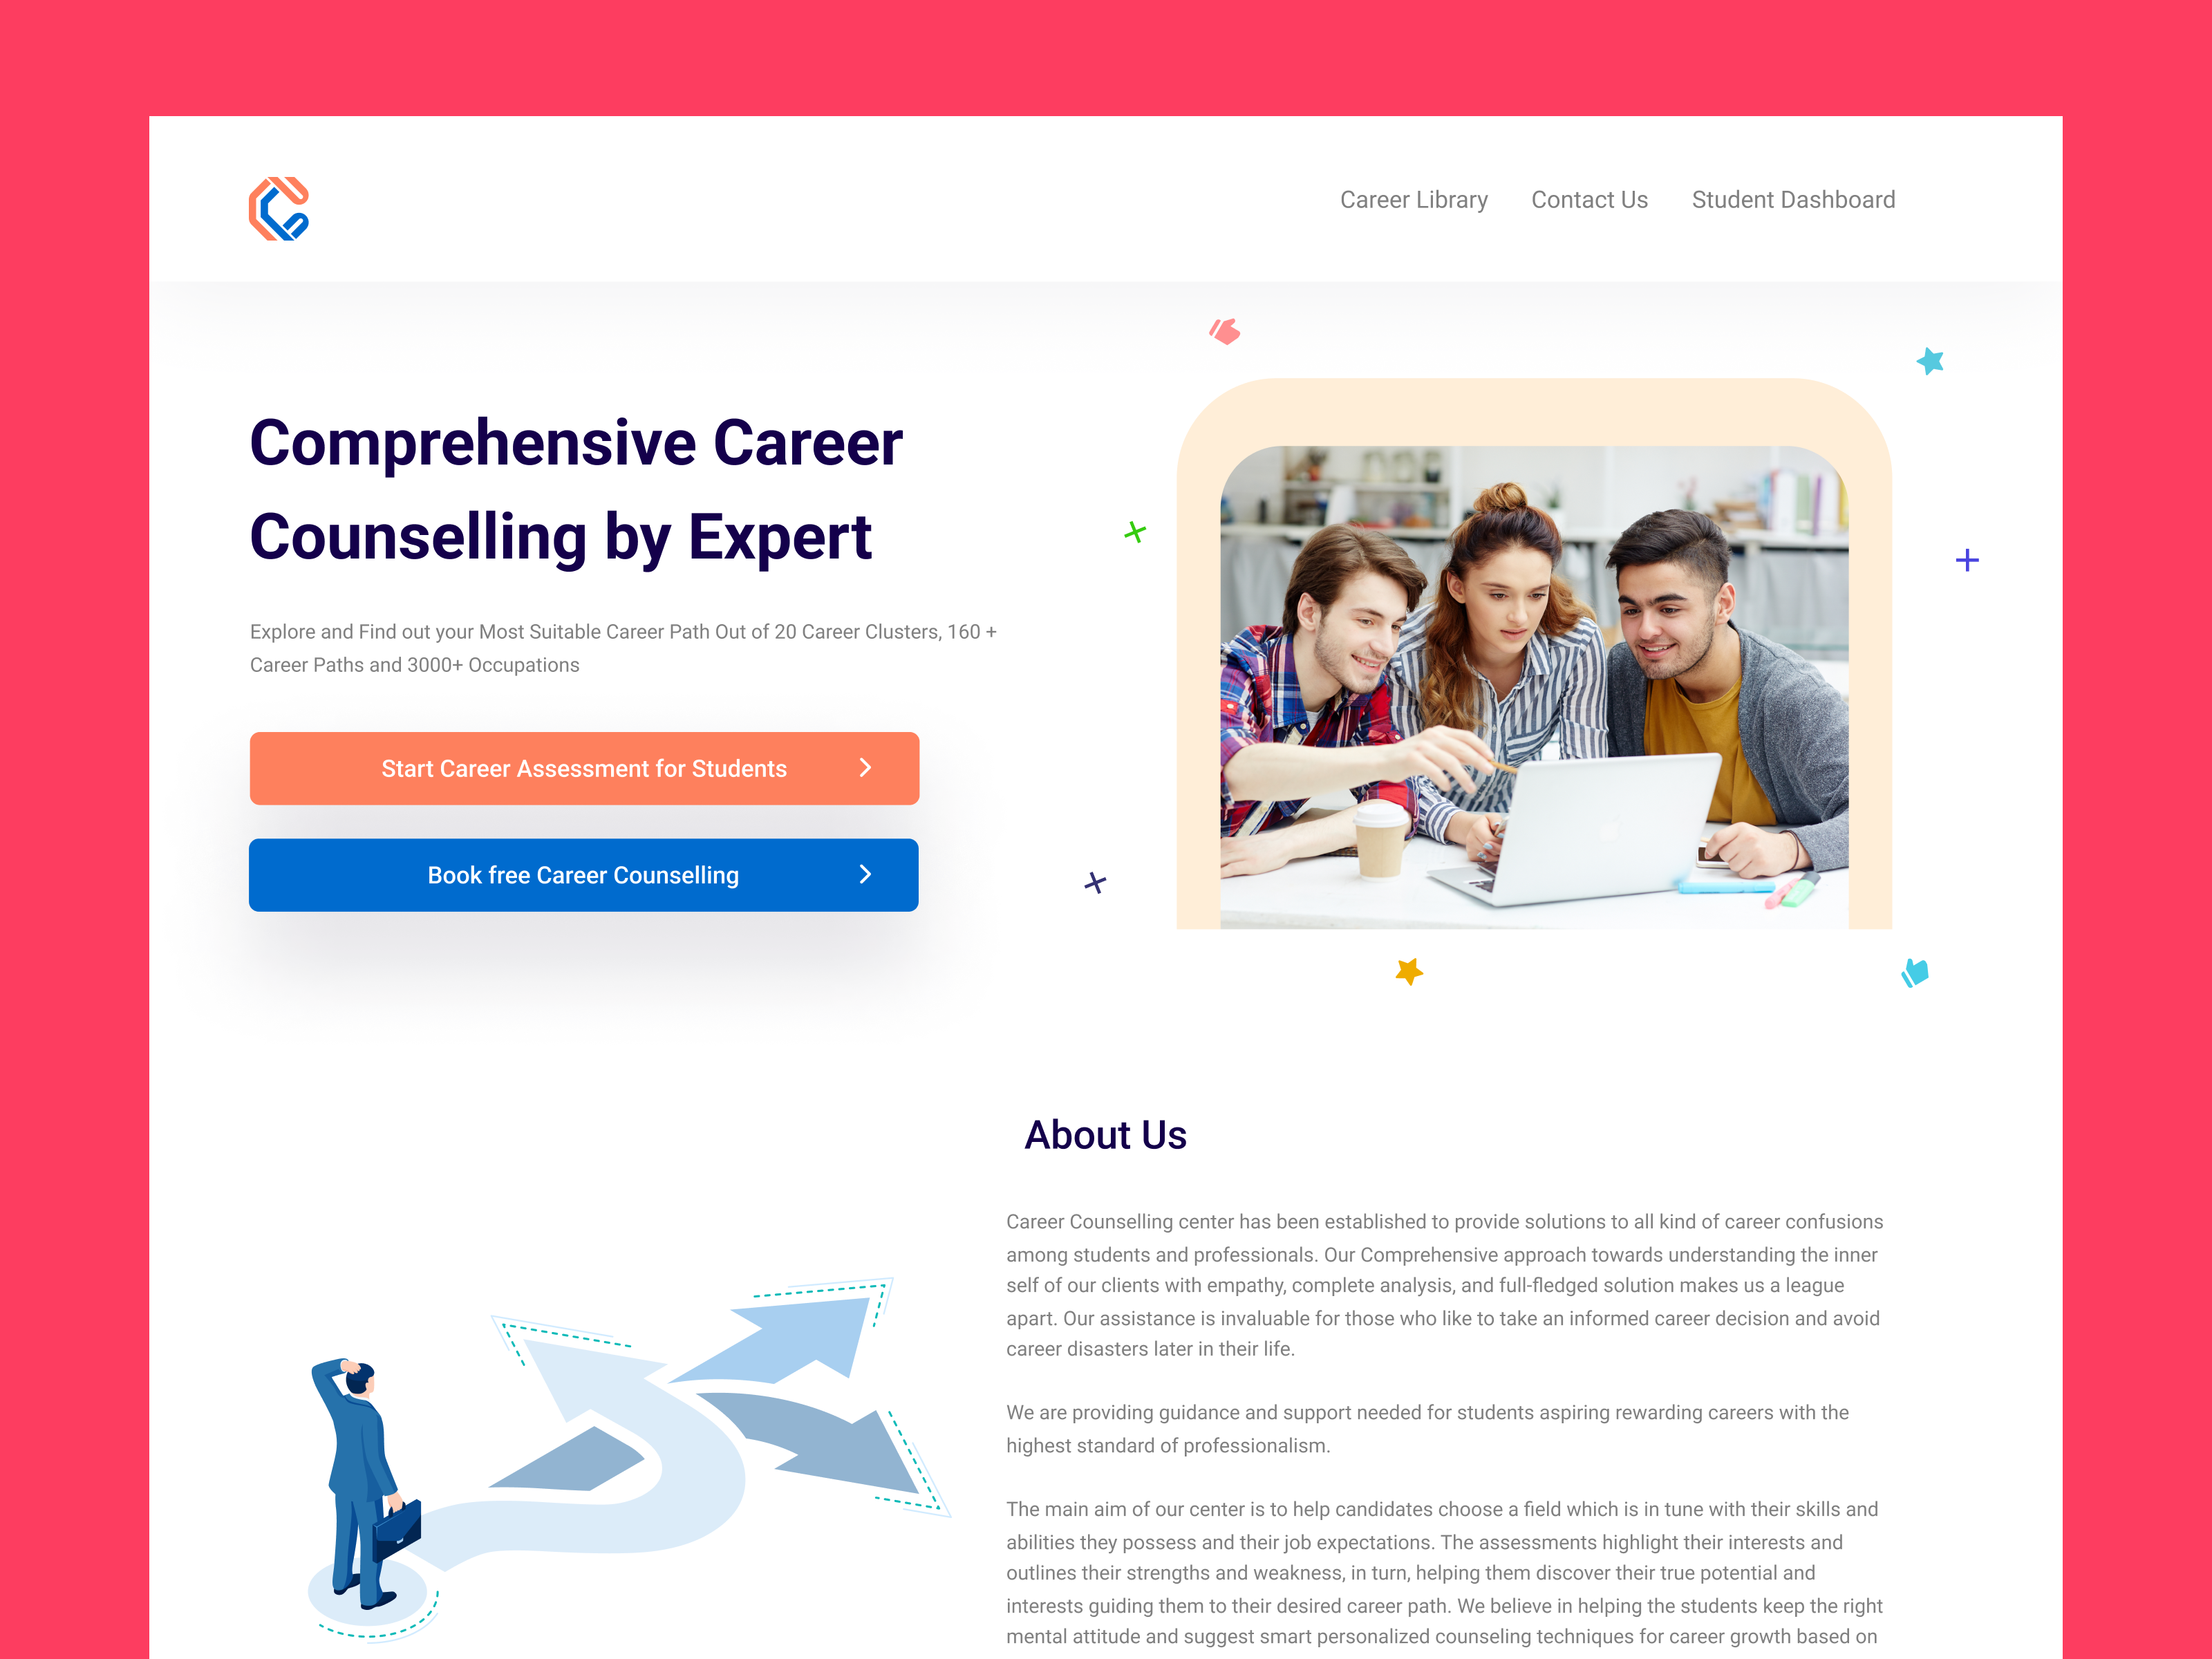 Career Library Contact Us Student Dashboard
Comprehensive Career
Counselling by Expert
Explore and Find out your Most Suitable Career Path Out of 20 Career Clusters, 160 +
Career Paths and 3000+ Occupations
Start Career Assessment for Students
Book free Career Counselling
About Us
Career Counselling center has been established to provide solutions to all kind of career confusions
among students and professionals. Our Comprehensive approach towards understanding the inner
self of our clients with empathy, complete analysis, and full-fledged solution makes us a league
apart. Our assistance is invaluable for those who like to take an informed career decision and avoid
career disasters later in their life.
We are providing guidance and support needed for students aspiring rewarding careers with the
highest standard of professionalism.
The main aim of our center is to help candidates choose a field which is in tune with their skills and
abilities they possess and their job expectations. The assessments highlight their interests and
outlines their strengths and weakness, in turn, helping them discover their true potential and
interests guiding them to their desired career path. We believe in helping the students keep the right
mental attitude and suggest smart personalized counseling techniques for career growth based on